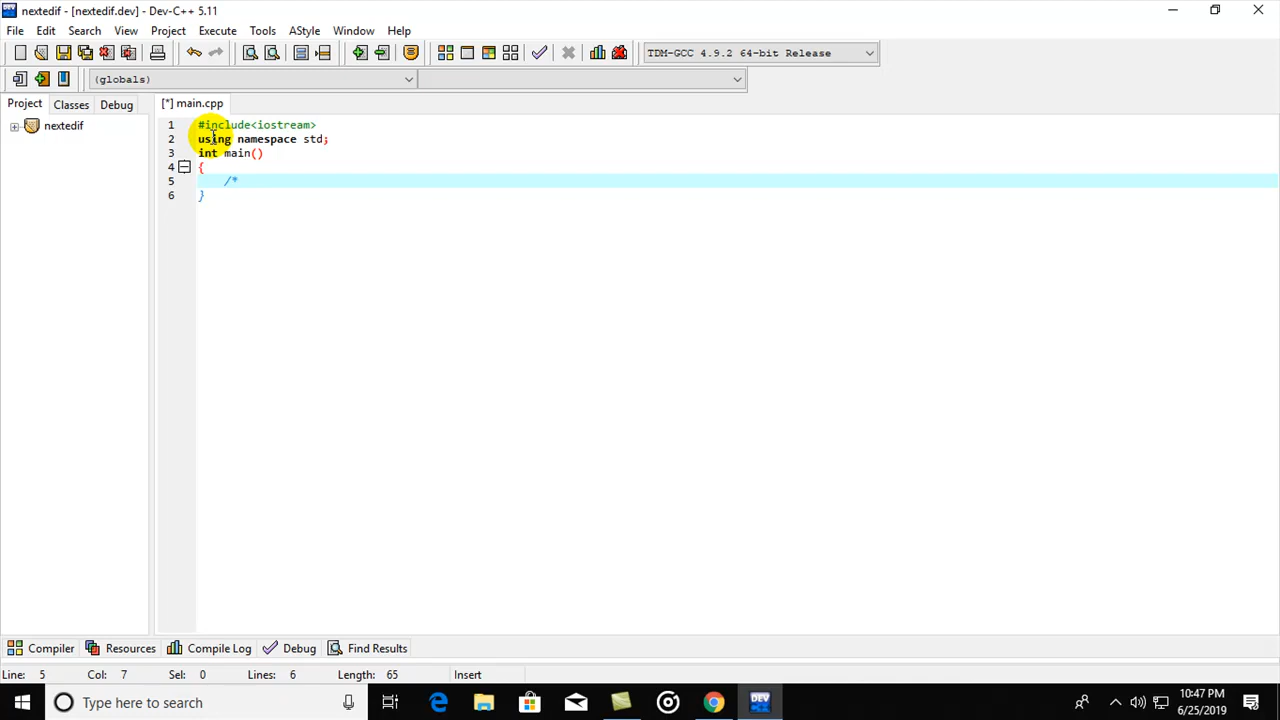 nextedif - [nextedif.dev] - Dev-C++ 5.11
File Edit Search View Project Execute Tools AStyle Window Help
TDM-GCC 4.9.2 64-bit Release
(globals)
Project Classes Debug [*] main.cpp
nextedif
1 #include<iostream>
2 using namespace std;
3 int main()
4 {
5 /*
6 }
Compiler Resources Compile Log Debug Find Results
Line: 5 Col: 7 Sel: 0 Lines: 6 Length: 65 Insert
Type here to search
DEV
10:47 PM
6/25/2019